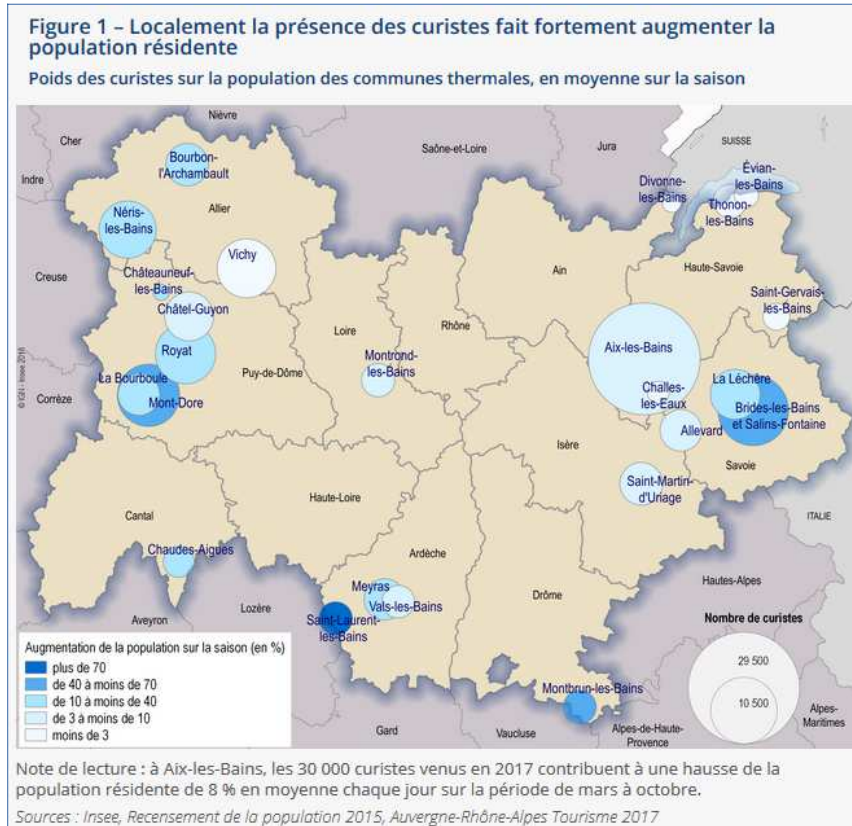 Figure 1 – Localement la présence des curistes fait fortement augmenter la
population résidente
Poids des curistes sur la population des communes thermales, en moyenne sur la saison
Nièvre
Cher
Saône-et-Loire
Jura
SUISSE
Indre
Bourbon-
l'Archambault
Allier
Divonne-
les-Bains
Évian-
les-Bains
Thonon-
les-Bains
Néris-
les-Bains
Vichy
Ain
Haute-Savoie
Creuse
Châteauneuf-
les-Bains
Châtel-Guyon
Loire
Rhône
Saint-Gervais-
les-Bains
Royat
Puy-de-Dôme
Montrond-
les-Bains
Aix-les-Bains
La Bourboule
Mont-Dore
Corrèze
Challes-
les-Eaux
La Léchère
Brides-les-Bains
et Salins-Fontaine
Allevard
Isère
Savoie
© IGN - Insee 2018
Haute-Loire
Saint-Martin-
d'Uriage
Cantal
ITALIE
Chaudes-Aigues
Ardèche
Meyras
Vals-les-Bains
Drôme
Hautes-Alpes
Aveyron
Lozère
Saint-Laurent-
les-Bains
Montbrun-les-Bains
Gard
Vaucluse
Alpes-de-Haute-
Provence
Alpes-
Maritimes
Nombre de curistes
29 500
10 500
Augmentation de la population sur la saison (en %)
plus de 70
de 40 à moins de 70
de 10 à moins de 40
de 3 à moins de 10
moins de 3
Note de lecture : à Aix-les-Bains, les 30 000 curistes venus en 2017 contribuent à une hausse de la
population résidente de 8 % en moyenne chaque jour sur la période de mars à octobre.
Sources : Insee, Recensement de la population 2015, Auvergne-Rhône-Alpes Tourisme 2017